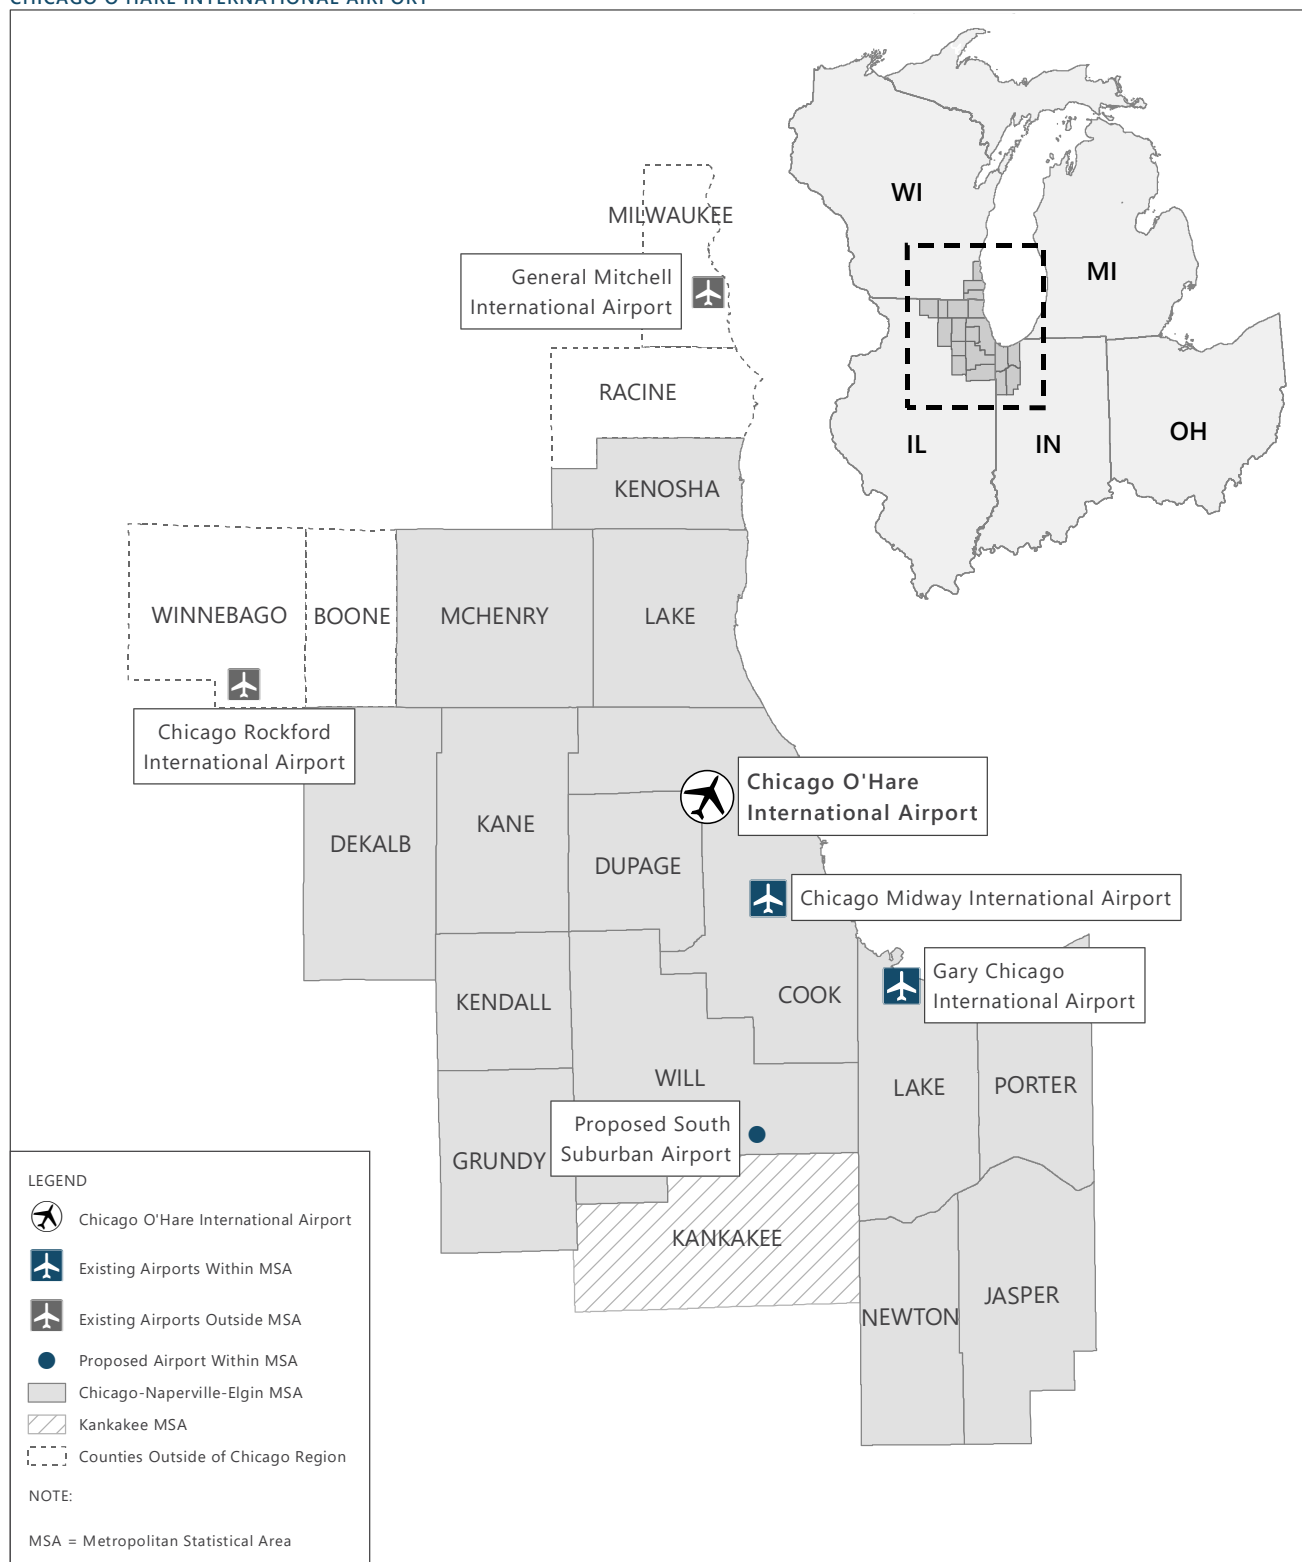 CHICAGO O'HARE INTERNATIONAL AIRPORT
WI
MI
IL
IN
OH
MILWAUKEE
General Mitchell
International Airport
RACINE
KENOSHA
WINNEBAGO
BOONE
MCHENRY
LAKE
Chicago Rockford
International Airport
Chicago O'Hare
International Airport
DEKALB
KANE
DUPAGE
Chicago Midway International Airport
Gary Chicago
International Airport
KENDALL
COOK
WILL
LAKE
PORTER
Proposed South
Suburban Airport
GRUNDY
KANKAKEE
NEWTON
JASPER
LEGEND
Chicago O'Hare International Airport
Existing Airports Within MSA
Existing Airports Outside MSA
Proposed Airport Within MSA
Chicago-Naperville-Elgin MSA
Kankakee MSA
Counties Outside of Chicago Region
NOTE:
MSA = Metropolitan Statistical Area